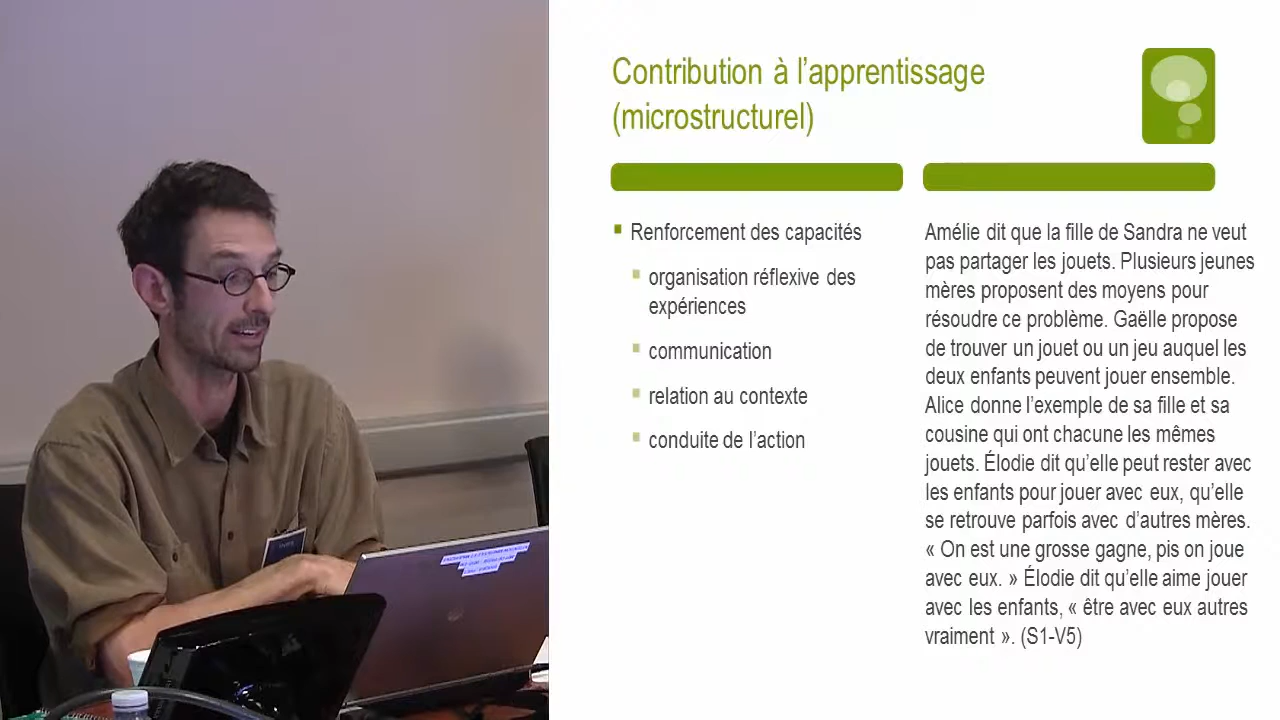 Contribution à l’apprentissage
(microstructurel)
Renforcement des capacités
organisation réflexive des
expériences
communication
relation au contexte
conduite de l’action
Amélie dit que la fille de Sandra ne veut
pas partager les jouets. Plusieurs jeunes
mères proposent des moyens pour
résoudre ce problème. Gaëlle propose
de trouver un jouet ou un jeu auquel les
deux enfants peuvent jouer ensemble.
Alice donne l’exemple de sa fille et sa
cousine qui ont chacune les mêmes
jouets. Élodie dit qu’elle peut rester avec
les enfants pour jouer avec eux, qu’elle
se retrouve parfois avec d’autres mères.
« On est une grosse gagne, pis on joue
avec eux. » Élodie dit qu’elle aime jouer
avec les enfants, « être avec eux autres
vraiment ». (S1-V5)